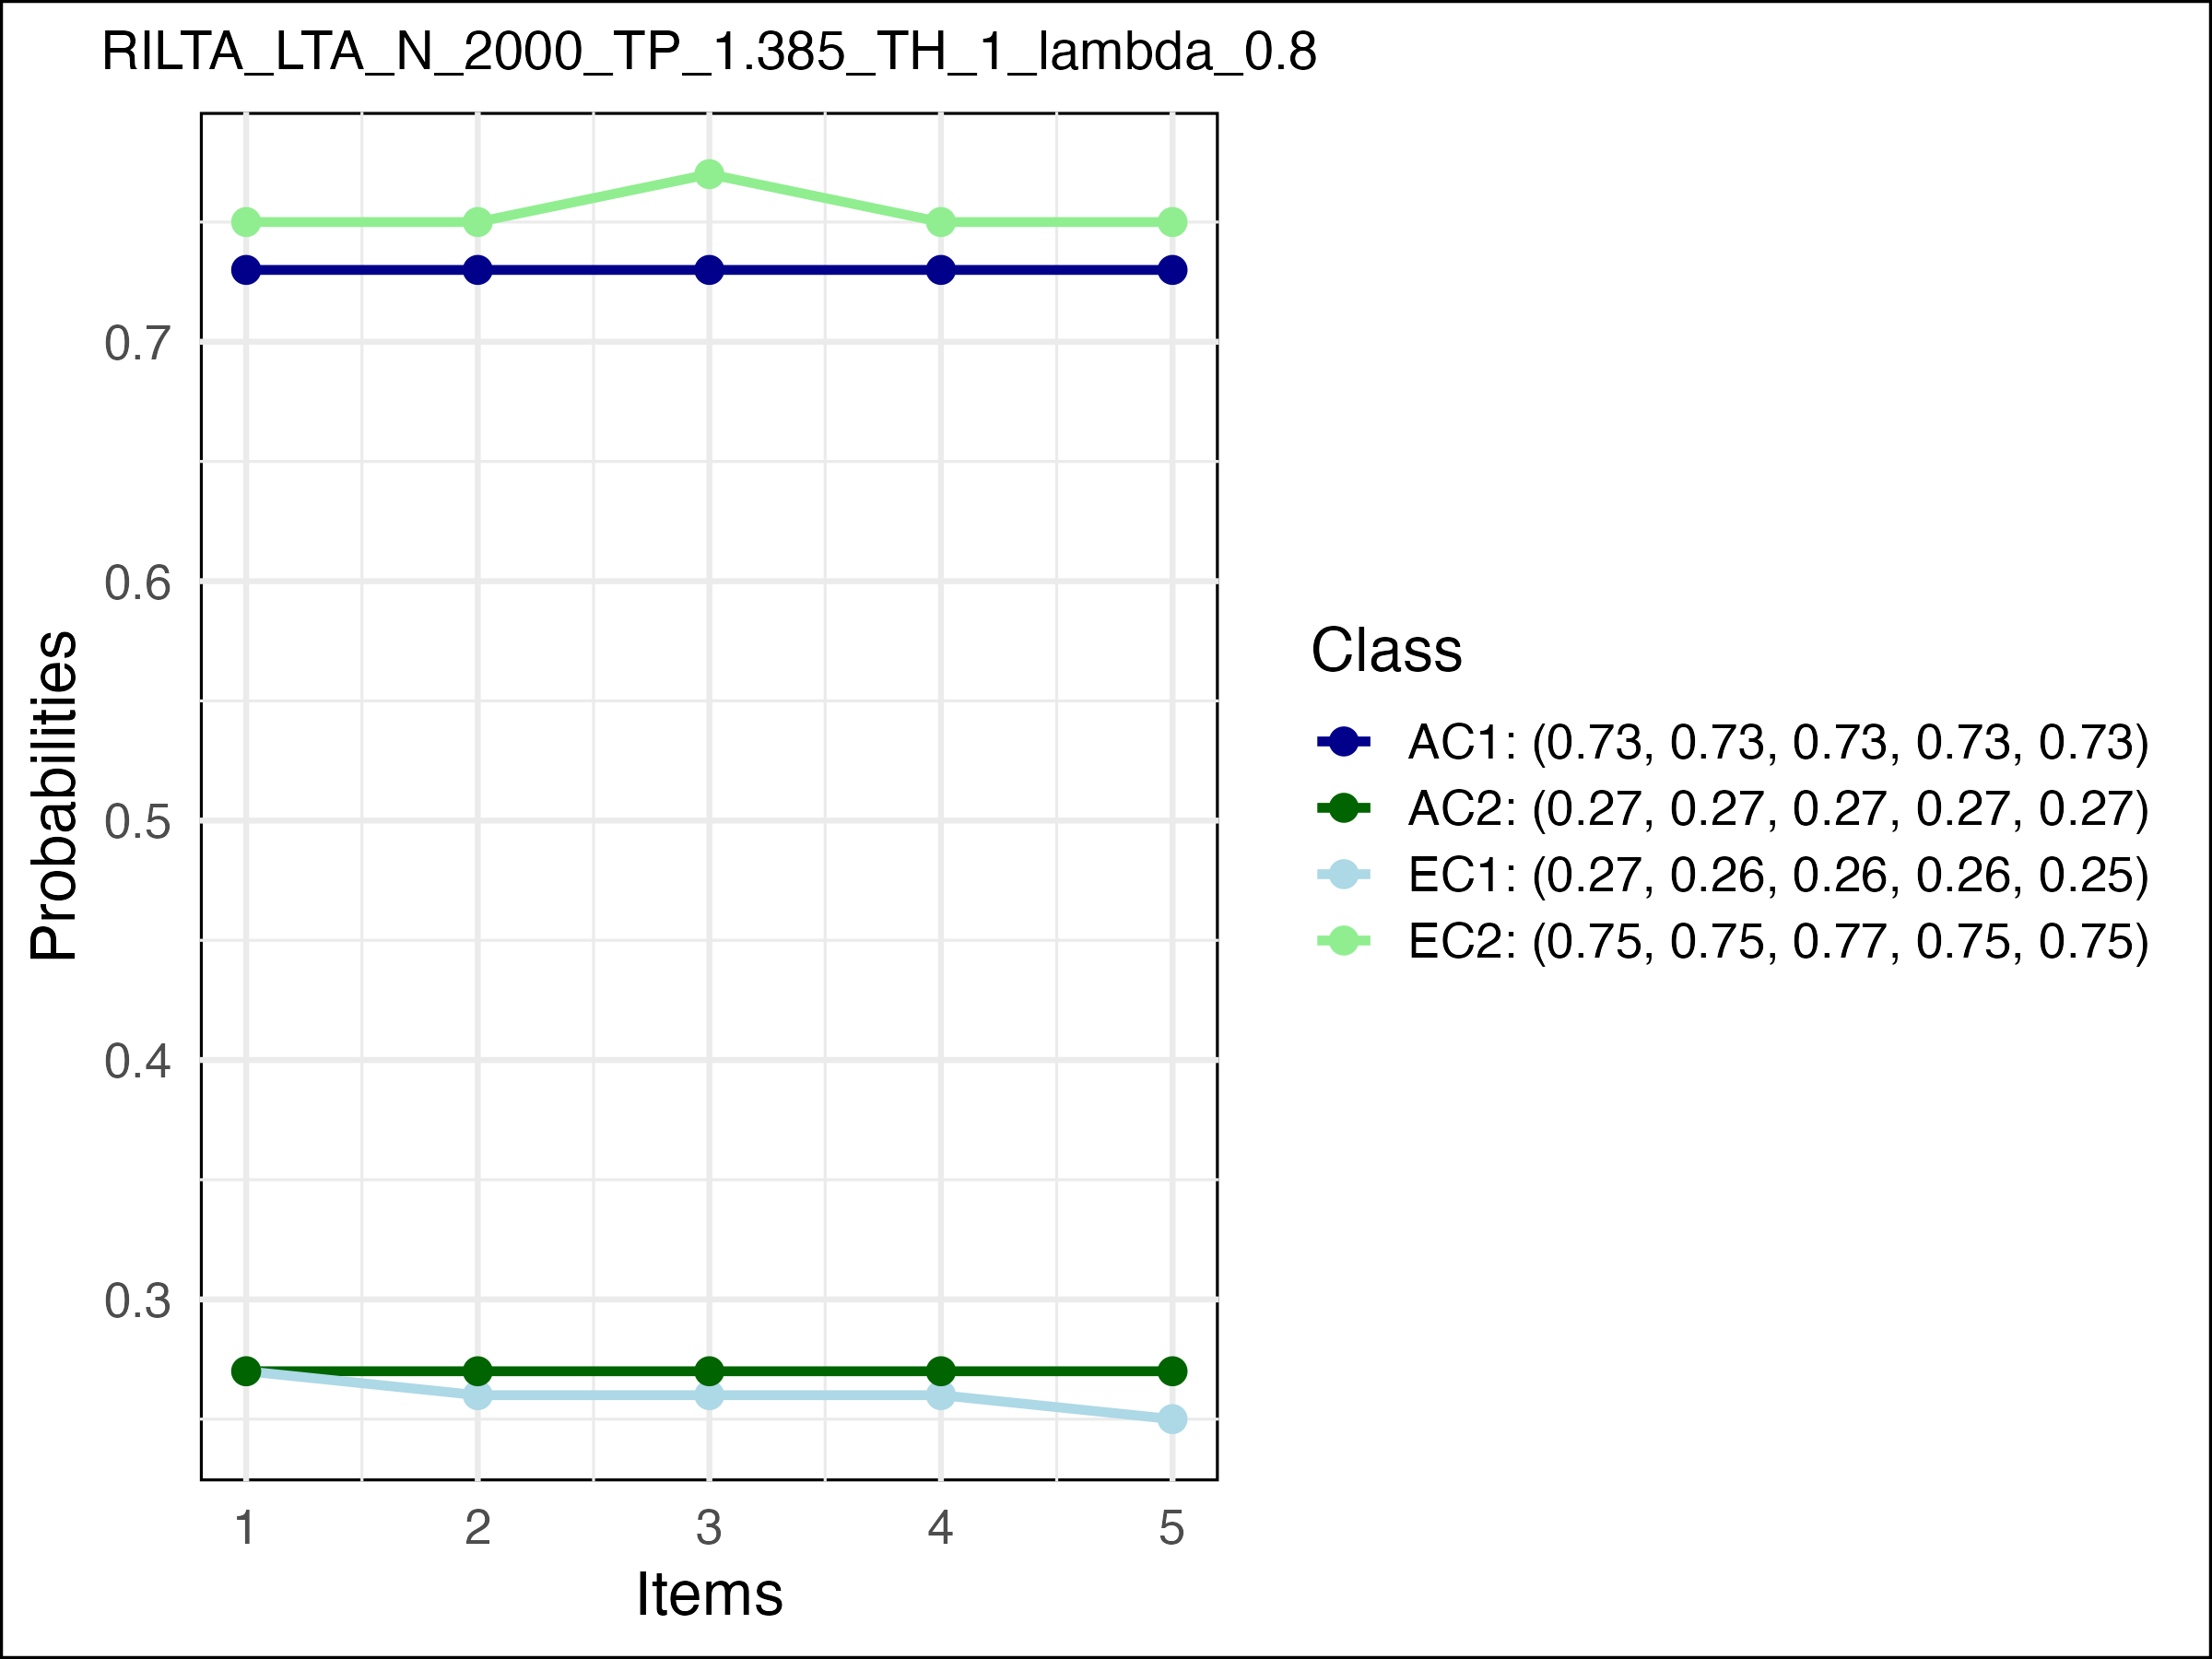 RILTA_LTA_N_2000_TP_1.385_TH_1_lambda_0.8
Probabilities
0.7
0.6
0.5
0.4
0.3
1 2 3 4 5
Items
Class
AC1: (0.73, 0.73, 0.73, 0.73, 0.73)
AC2: (0.27, 0.27, 0.27, 0.27, 0.27)
EC1: (0.27, 0.26, 0.26, 0.26, 0.25)
EC2: (0.75, 0.75, 0.77, 0.75, 0.75)